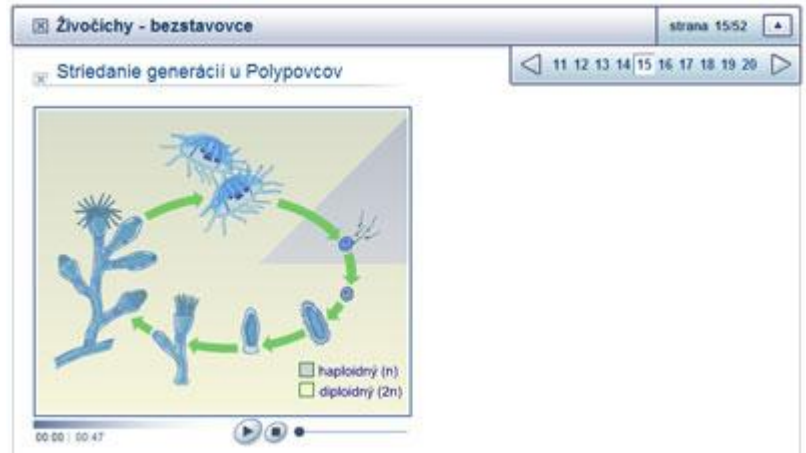 Živočíchy - bezstavovce
strana 15/52
11 12 13 14 15 16 17 18 19 20
Striedanie generácií u Polypovcov
haploidný (n)
diploidný (2n)
00:00 | 00:47